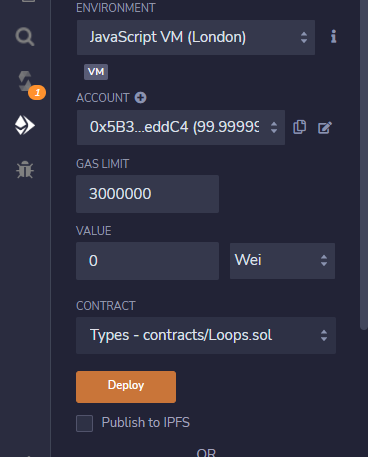 ENVIRONMENT
JavaScript VM (London)
VM
1
ACCOUNT
0x5B3...eddC4 (99.99999
GAS LIMIT
3000000
VALUE
0 Wei
CONTRACT
Types - contracts/Loops.sol
Deploy
Publish to IPFS
OR